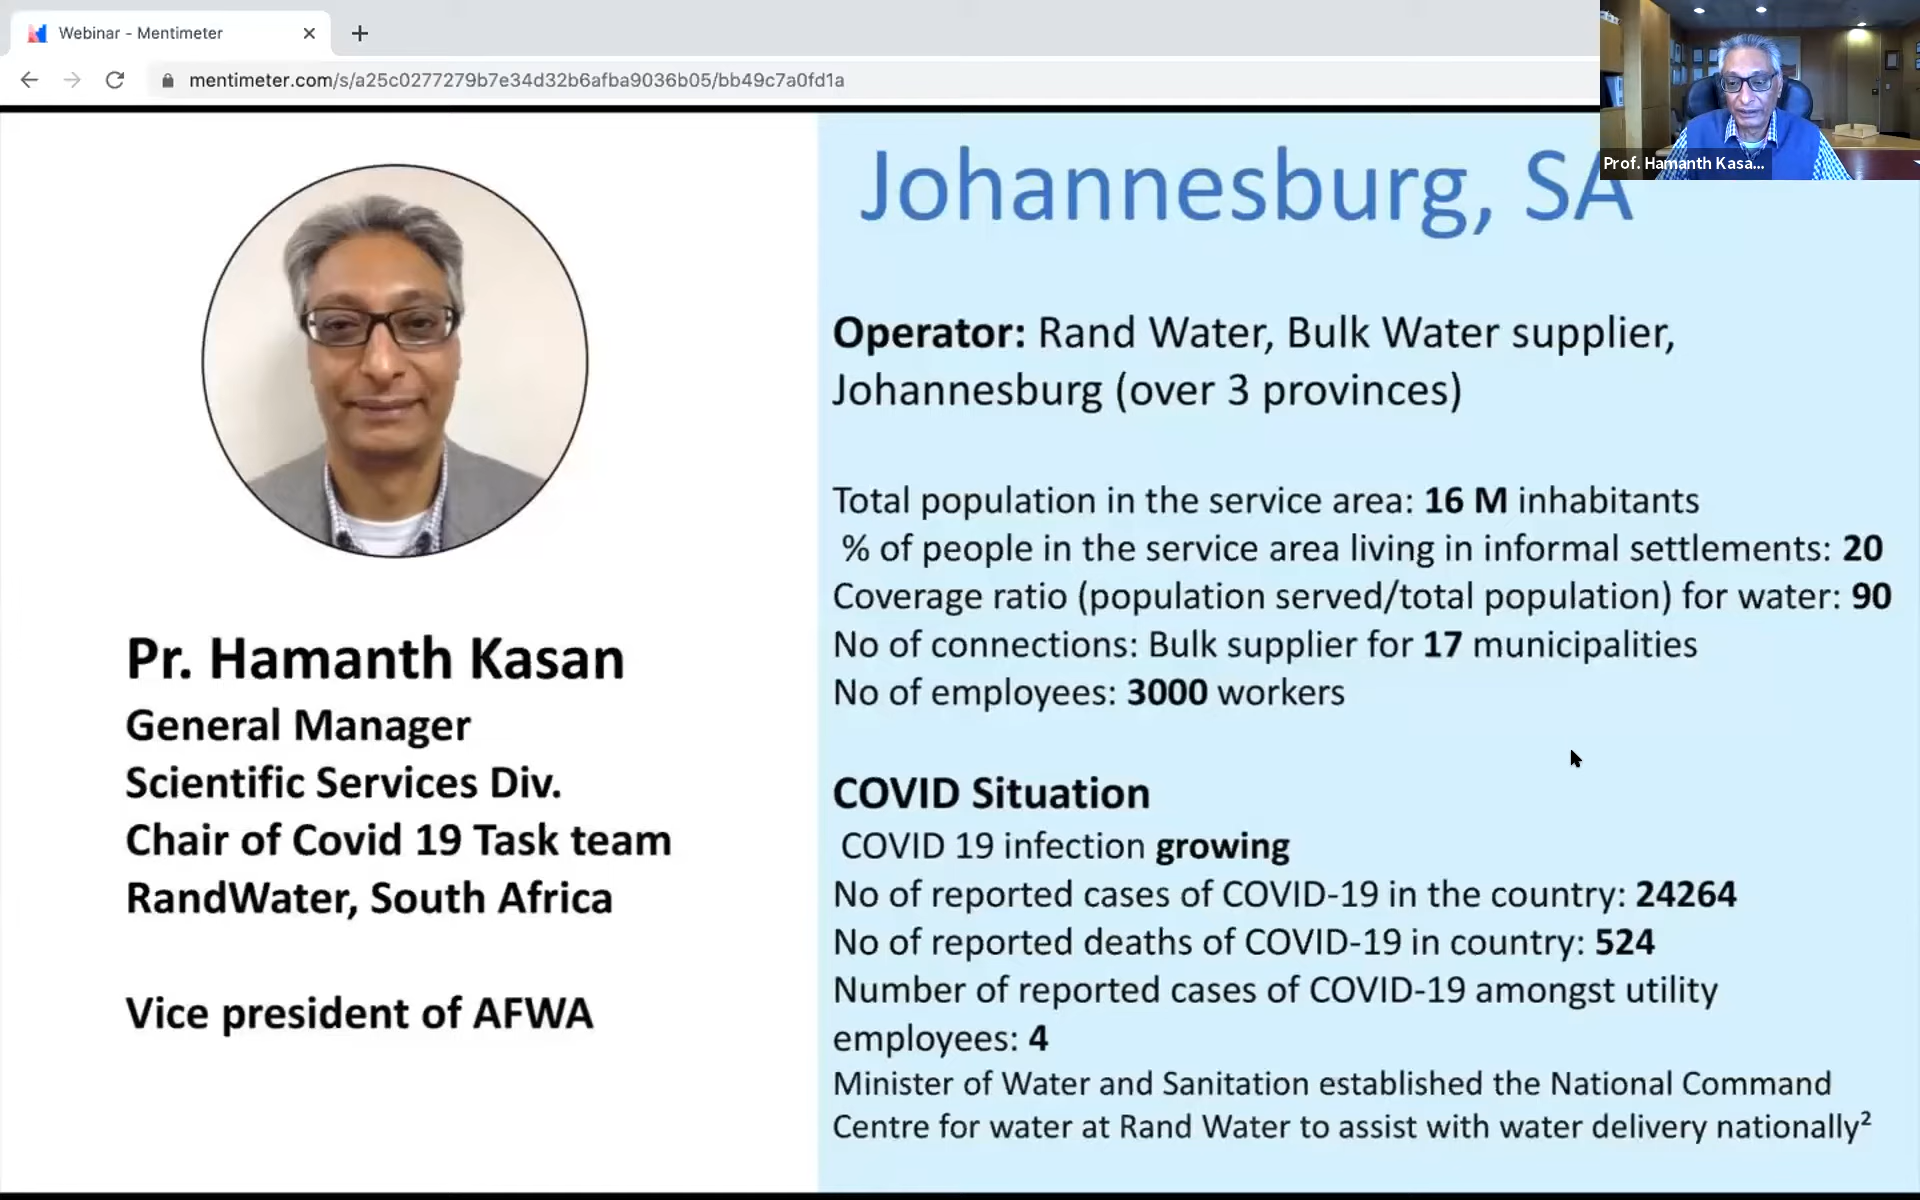 Webinar - Mentimeter
mentimeter.com/s/a25c0277279b7e34d32b6afba9036b05/bb49c7a0fd1a
Prof. Hamanth Kasa...
Johannesburg, SA
Operator: Rand Water, Bulk Water supplier,
Johannesburg (over 3 provinces)
Total population in the service area: 16 M inhabitants
% of people in the service area living in informal settlements: 20
Coverage ratio (population served/total population) for water: 90
No of connections: Bulk supplier for 17 municipalities
No of employees: 3000 workers
COVID Situation
COVID 19 infection growing
No of reported cases of COVID-19 in the country: 24264
No of reported deaths of COVID-19 in country: 524
Number of reported cases of COVID-19 amongst utility
employees: 4
Minister of Water and Sanitation established the National Command
Centre for water at Rand Water to assist with water delivery nationally²
Pr. Hamanth Kasan
General Manager
Scientific Services Div.
Chair of Covid 19 Task team
RandWater, South Africa
Vice president of AFWA